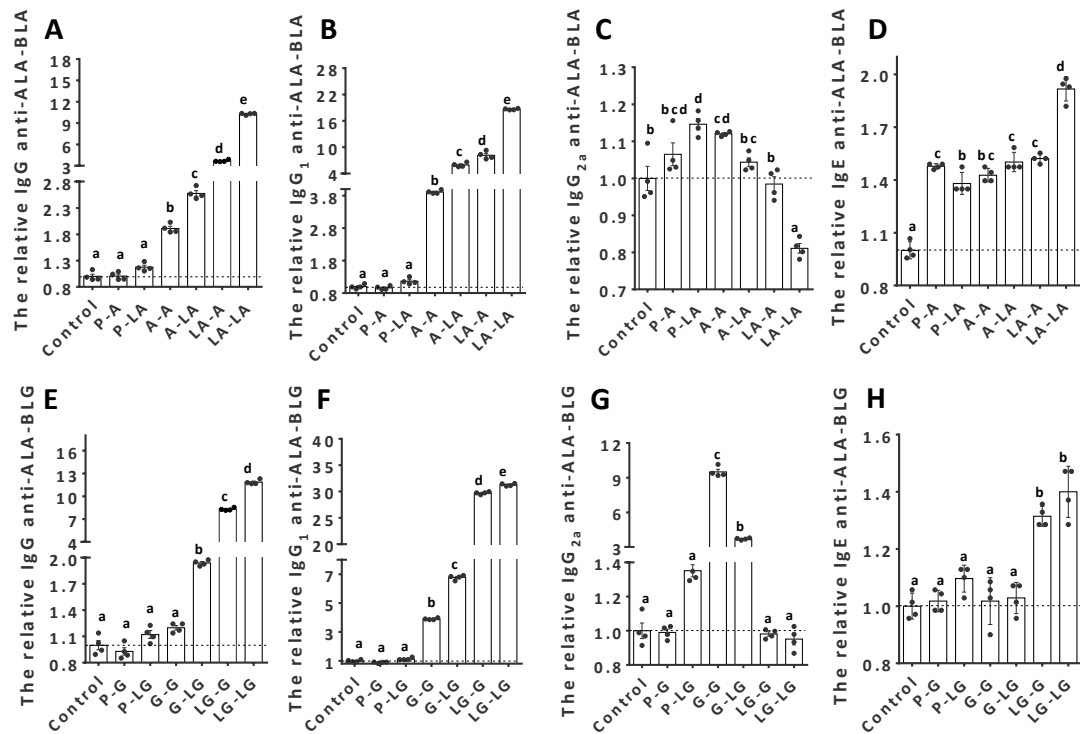 A
The relative IgG anti-ALA-BLA
18
15
12
9
6
3
2.8
2.3
1.8
1.3
0.8
a
a
a
b
c
d
e
Control
P-A
P-LA
A-A
A-LA
LA-A
LA-LA
B
The relative IgG1 anti-ALA-BLA
28
22
16
10
4
3.8
2.8
1.8
0.8
a
a
a
b
c
d
e
Control
P-A
P-LA
A-A
A-LA
LA-A
LA-LA
C
The relative IgG2a anti-ALA-BLA
1.3
1.2
1.1
1.0
0.9
0.8
0.7
b
bcd
d
cd
bc
b
a
Control
P-A
P-LA
A-A
A-LA
LA-A
LA-LA
D
The relative IgE anti-ALA-BLA
2.0
1.7
1.4
1.1
0.8
a
c
b
bc
c
c
d
Control
P-A
P-LA
A-A
A-LA
LA-A
LA-LA
E
The relative IgG anti-ALA-BLG
16
13
10
7
4
2.0
1.7
1.4
1.1
0.8
a
a
a
a
b
c
d
Control
P-G
P-LG
G-G
G-LG
LG-G
LG-LG
F
The relative IgG1 anti-ALA-BLG
40
35
30
25
20
7
5
3
1
a
a
a
b
c
d
e
Control
P-G
P-LG
G-G
G-LG
LG-G
LG-LG
G
The relative IgG2a anti-ALA-BLG
12
9
6
3
1.4
1.2
1.0
0.8
a
a
a
c
b
a
a
Control
P-G
P-LG
G-G
G-LG
LG-G
LG-LG
H
The relative IgE anti-ALA-BLG
1.6
1.4
1.2
1.0
0.8
a
a
a
a
a
b
b
Control
P-G
P-LG
G-G
G-LG
LG-G
LG-LG